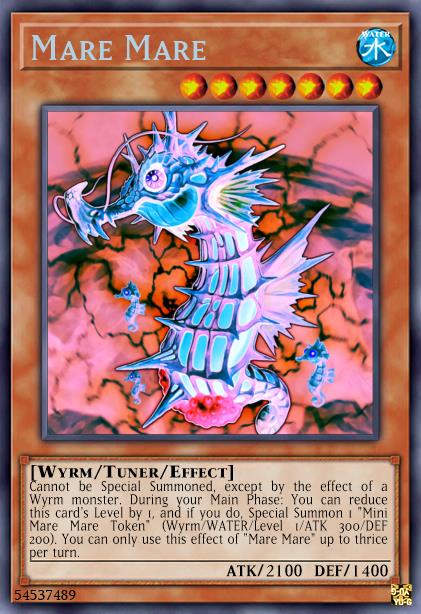 Mare Mare
WATER
水
[Wyrm/Tuner/Effect]
Cannot be Special Summoned, except by the effect of a
Wyrm monster. During your Main Phase: You can reduce
this card's Level by 1, and if you do, Special Summon 1 "Mini
Mare Mare Token" (Wyrm/WATER/Level 1/ATK 300/DEF
200). You can only use this effect of "Mare Mare" up to thrice
per turn.
ATK/2100 DEF/1400
54537489